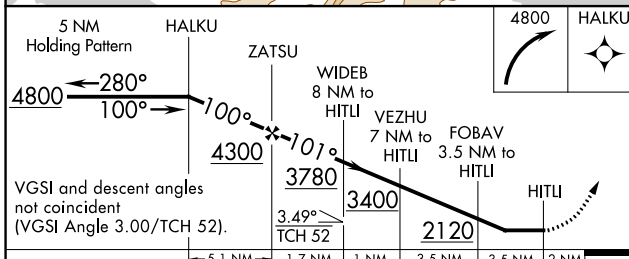 5 NM
Holding Pattern
HALKU
ZATSU
WIDEB
8 NM to
HITLI
VEZHU
7 NM to
HITLI
FOBAV
3.5 NM to
HITLI
HITLI
4800
HALKU
4800
280°
100°
100°
101°
4300
3780
3400
2120
3.49°
TCH 52
VGSI and descent angles
not coincident
(VGSI Angle 3.00/TCH 52).
5.1 NM
1.7 NM
1 NM
3.5 NM
3.5 NM
2 NM